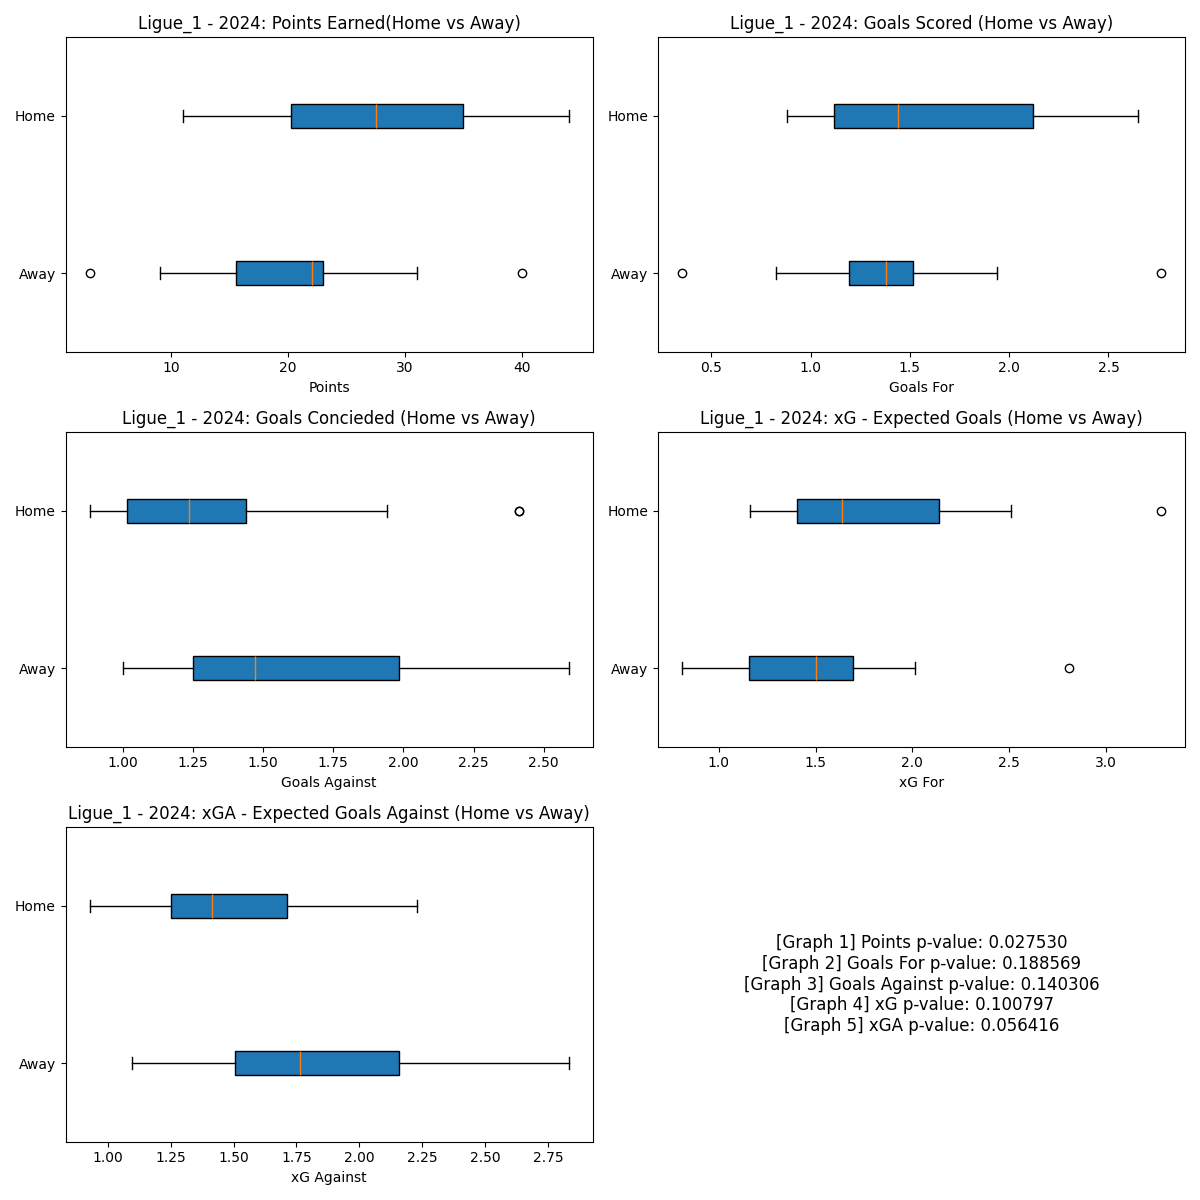 Ligue_1 - 2024: Points Earned(Home vs Away)
Home
Away
10 20 30 40
Points
Ligue_1 - 2024: Goals Scored (Home vs Away)
Home
Away
0.5 1.0 1.5 2.0 2.5
Goals For
Ligue_1 - 2024: Goals Concieded (Home vs Away)
Home
Away
1.00 1.25 1.50 1.75 2.00 2.25 2.50
Goals Against
Ligue_1 - 2024: xG - Expected Goals (Home vs Away)
Home
Away
1.0 1.5 2.0 2.5 3.0
xG For
Ligue_1 - 2024: xGA - Expected Goals Against (Home vs Away)
Home
Away
1.00 1.25 1.50 1.75 2.00 2.25 2.50 2.75
xG Against
[Graph 1] Points p-value: 0.027530
[Graph 2] Goals For p-value: 0.188569
[Graph 3] Goals Against p-value: 0.140306
[Graph 4] xG p-value: 0.100797
[Graph 5] xGA p-value: 0.056416